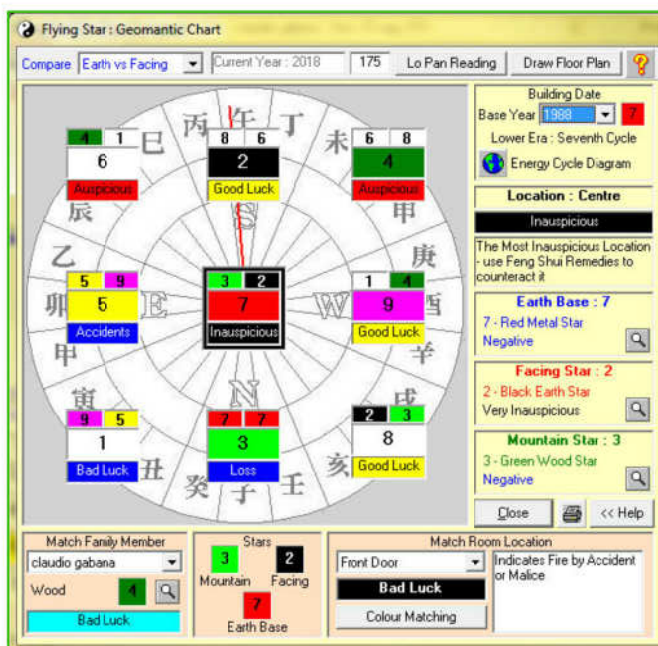 Flying Star : Geomantic Chart
Compare Earth vs Facing Current Year : 2018 175 Lo Pan Reading Draw Floor Plan ?
丙 午 丁
巳 未
4 1 8 6 6 8
6 2 4
Auspicious Good Luck Auspicious
辰 S 申
乙 庚
5 9 3 2 1 4
卯 5 E 7 W 9 酉
Accidents Inauspicious Good Luck
甲 辛
寅 N 戌
9 5 7 7 2 3
1 3 8
Bad Luck Loss Good Luck
丑 亥
癸 子 壬
Building Date
Base Year 1988 7
Lower Era : Seventh Cycle
Energy Cycle Diagram
Location : Centre
Inauspicious
The Most Inauspicious Location
- use Feng Shui Remedies to
counteract it
Earth Base : 7
7 - Red Metal Star
Negative
Facing Star : 2
2 - Black Earth Star
Very Inauspicious
Mountain Star : 3
3 - Green Wood Star
Negative
Close << Help
Match Family Member
claudio gabana
Wood 4
Bad Luck
Stars
3 2
Mountain Facing
7
Earth Base
Match Room Location
Front Door
Bad Luck
Colour Matching
Indicates Fire by Accident
or Malice